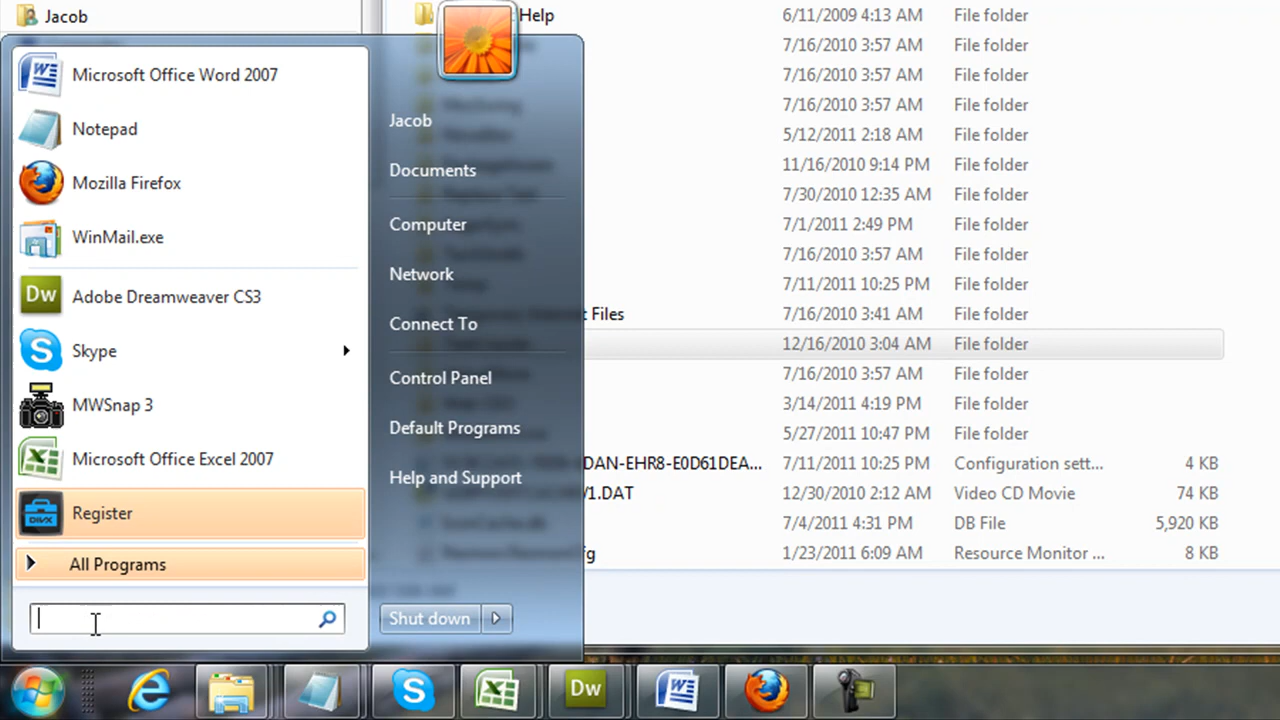 Jacob
Help
6/11/2009 4:13 AM File folder
7/16/2010 3:57 AM File folder
7/16/2010 3:57 AM File folder
7/16/2010 3:57 AM File folder
5/12/2011 2:18 AM File folder
11/16/2010 9:14 PM File folder
7/30/2010 12:35 AM File folder
7/1/2011 2:49 PM File folder
7/16/2010 3:57 AM File folder
7/11/2011 10:25 PM File folder
t Files 7/16/2010 3:41 AM File folder
12/16/2010 3:04 AM File folder
7/16/2010 3:57 AM File folder
3/14/2011 4:19 PM File folder
5/27/2011 10:47 PM File folder
DAN-EHR8-E0D61DEA... 7/11/2011 10:25 PM Configuration sett... 4 KB
V1.DAT 12/30/2010 2:12 AM Video CD Movie 74 KB
7/4/2011 4:31 PM DB File 5,920 KB
fg 1/23/2011 6:09 AM Resource Monitor ... 8 KB
Microsoft Office Word 2007
Notepad
Mozilla Firefox
WinMail.exe
Dw Adobe Dreamweaver CS3
Skype
MWSnap 3
Microsoft Office Excel 2007
DIVX Register
All Programs
Jacob
Documents
Computer
Network
Connect To
Control Panel
Default Programs
Help and Support
Shut down
Dw